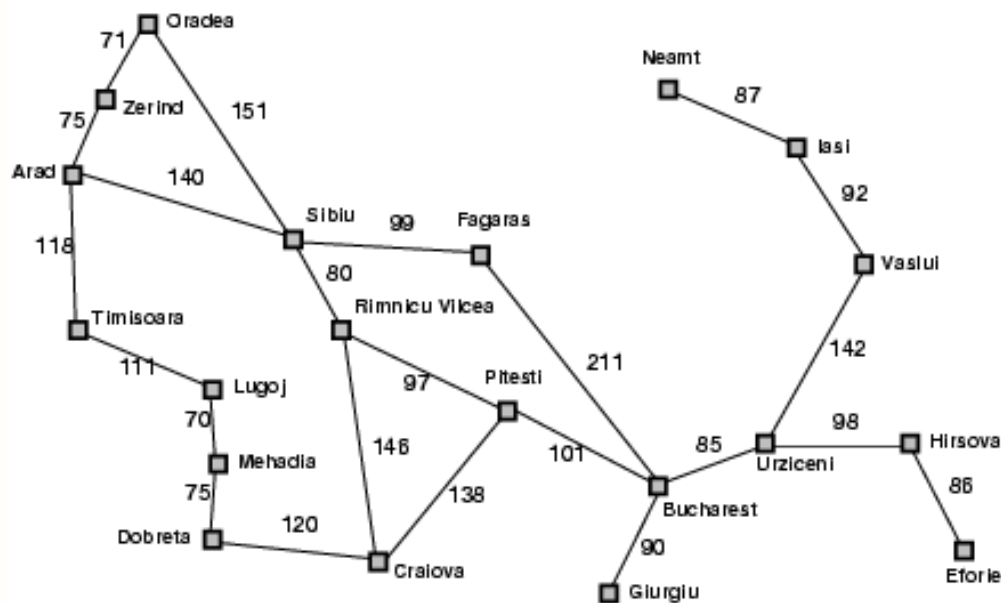 Oradea
71
Neamt
Zerind
87
151
75
Iasi
Arad
140
92
Sibiu
Fagaras
99
118
Vaslui
80
Rimnicu Vilcea
Timisoara
142
111
Pitesti
211
Lugoj
97
70
98
Hirsova
146
85
101
Mehadia
Urziceni
86
75
138
Bucharest
120
Dobreta
90
Craiova
Eforie
Giurgiu